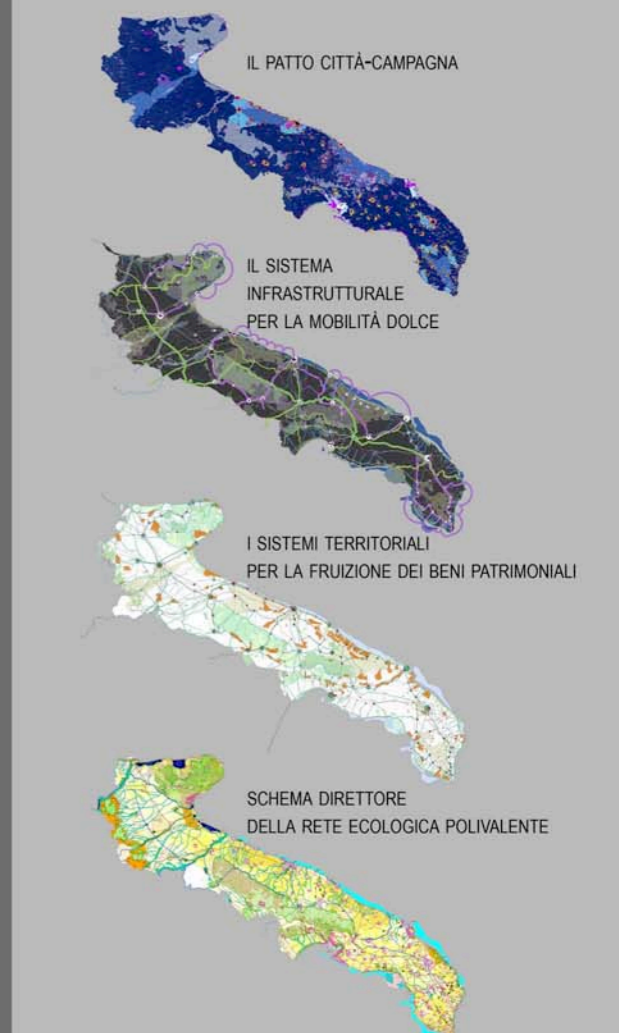 IL PATTO CITTÀ-CAMPAGNA
IL SISTEMA
INFRASTRUTTURALE
PER LA MOBILITÀ DOLCE
I SISTEMI TERRITORIALI
PER LA FRUIZIONE DEI BENI PATRIMONIALI
SCHEMA DIRETTORE
DELLA RETE ECOLOGICA POLIVALENTE